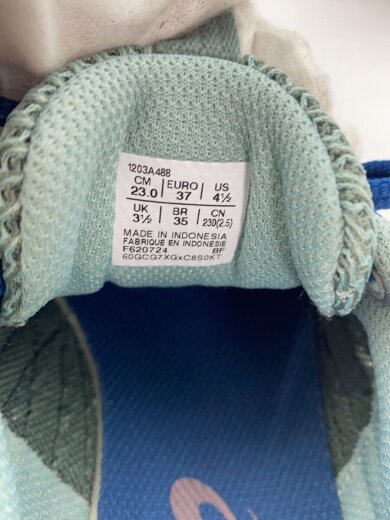 1203A488
CM EURO US
23.0 37 4½
UK BR CN
3½ 35 230(2.5)
MADE IN INDONESIA
FABRIQUE EN INDONESIE
F620724 BF
60GCG7XGxC8S0KT